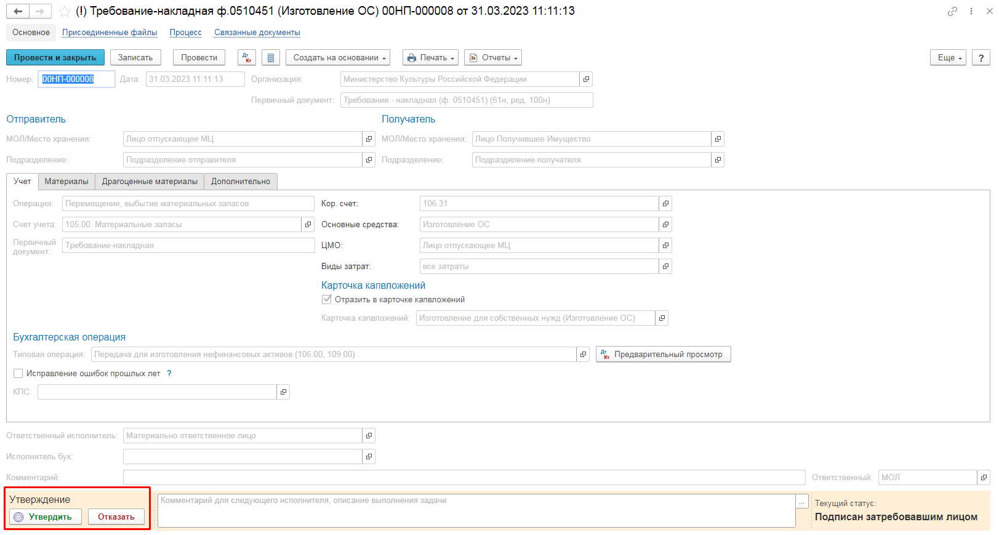 (!) Требование-накладная ф.0510451 (Изготовление ОС) 00НП-000008 от 31.03.2023 11:11:13
Основное Присоединенные файлы Процесс Связанные документы
Провести и закрыть Записать Провести Дт Кт Создать на основании Печать Отчеты Еще ?
Номер: 00НП-000008 Дата: 31.03.2023 11:11:13 Организация: Министерство Культуры Российской Федерации
Первичный документ: Требование - накладная (ф. 0510451) (61н, ред. 100н)
Отправитель Получатель
МОЛ/Место хранения: Лицо отпускающее МЦ МОЛ/Место хранения: Лицо Получившее Имущество
Подразделение: Подразделение отправителя Подразделение: Подразделение получателя
Учет Материалы Драгоценные материалы Дополнительно
Операция: Перемещение, выбытие материальных запасов Кор. счет: 106.31
Счет учета: 105.00. Материальные запасы Основные средства: Изготовление ОС
Первичный документ: Требование-накладная ЦМО: Лицо отпускающее МЦ
Виды затрат: все затраты
Карточка капвложений
Отразить в карточке капвложений
Карточка капвложений: Изготовление для собственных нужд (Изготовление ОС)
Бухгалтерская операция
Типовая операция: Передача для изготовления нефинансовых активов (106.00, 109.00) Дт Кт Предварительный просмотр
Исправление ошибок прошлых лет ?
КПС:
Ответственный исполнитель: Материально ответственное лицо
Исполнитель бух:
Комментарий: Ответственный: МОЛ
Утверждение Комментарий для следующего исполнителя, описание выполнения задачи ... Текущий статус:
Утвердить Отказать Подписан затребовавшим лицом